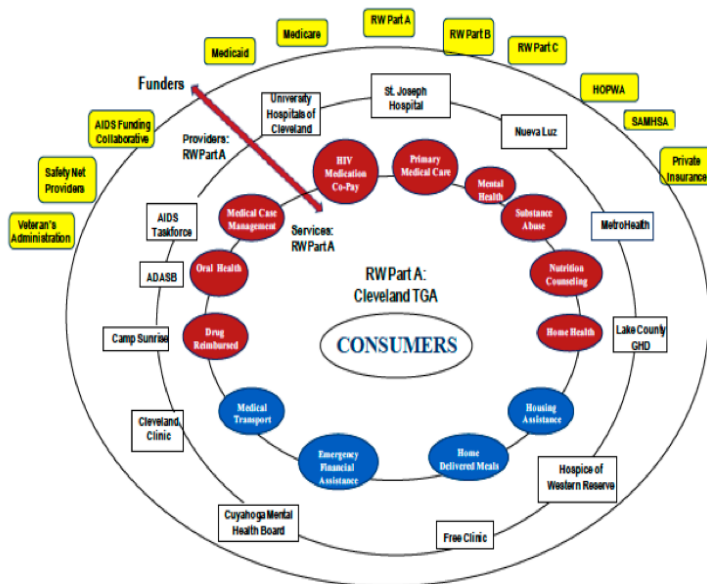 RW Part A
RW Part B
Medicare
RW Part C
Medicaid
HOPWA
Funders
St. Joseph
Hospital
University
Hospitals of
Cleveland
SAMHSA
AIDS Funding
Collaborative
Nueva Luz
Providers:
RW Part A
Private
Insurance
Safety Net
Providers
HIV
Medication
Co-Pay
Primary
Medical Care
Mental
Health
Veteran's
Administration
AIDS
Taskforce
Medical Case
Management
Services:
RW Part A
Substance
Abuse
MetroHealth
ADASB
Oral Health
RW Part A:
Cleveland TGA
Nutrition
Counseling
Camp Sunrise
Drug
Reimbursed
CONSUMERS
Home Health
Lake County
GHD
Cleveland
Clinic
Medical
Transport
Housing
Assistance
Emergency
Financial
Assistance
Home
Delivered Meals
Hospice of
Western Reserve
Cuyahoga Mental
Health Board
Free Clinic